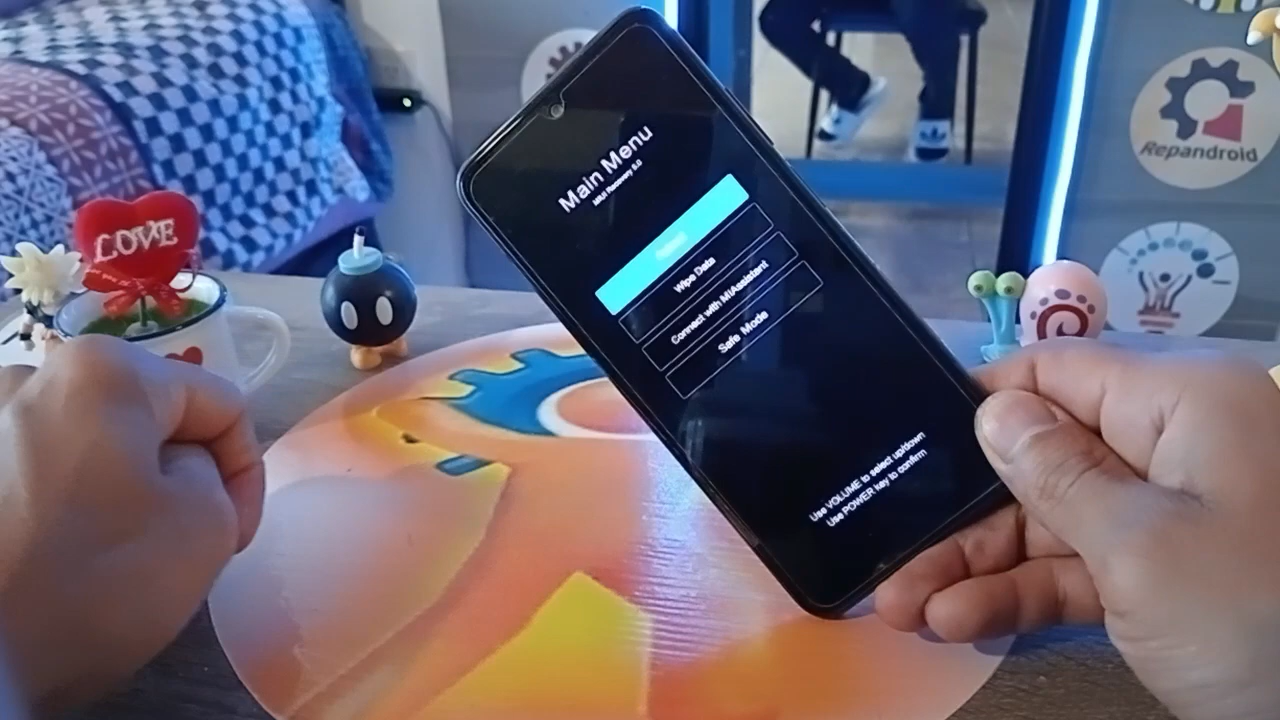 Main Menu
MIUI Recovery 5.0
Reboot
Wipe Data
Connect with MIAssistant
Safe Mode
Use VOLUME to select up/down
Use POWER key to confirm
LOVE
Repandroid